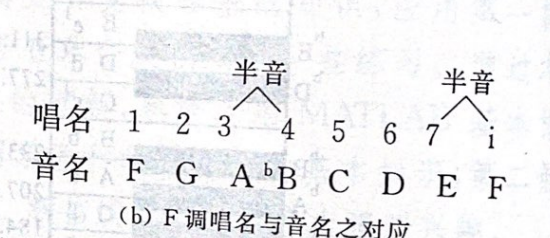 半音 半音
唱名 1 2 3 4 5 6 7 i
音名 F G A ᵇB C D E F
(b) F 调唱名与音名之对应